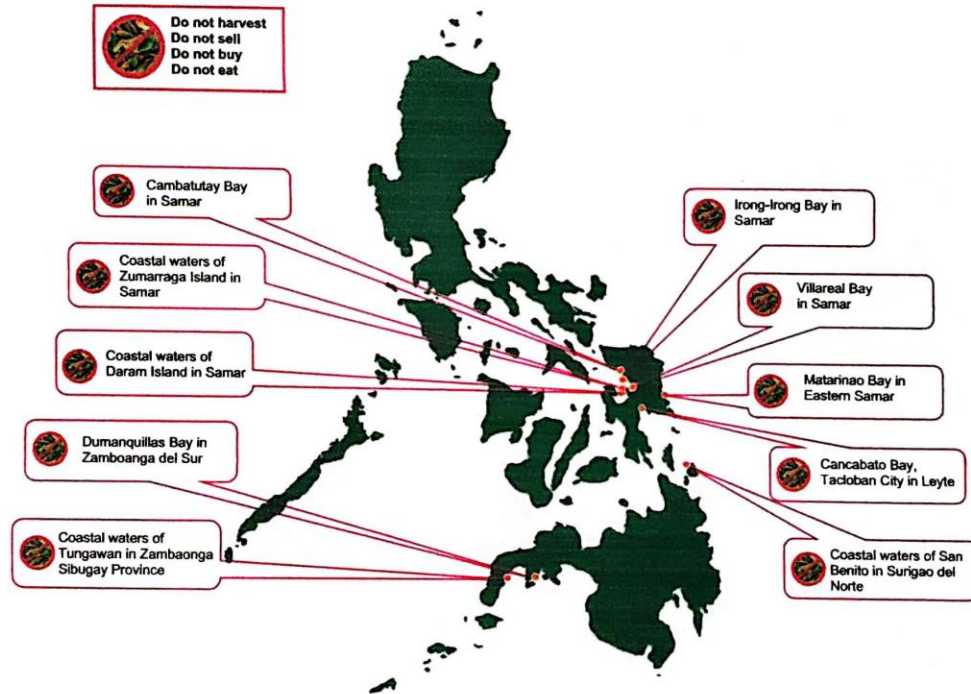 Do not harvest
Do not sell
Do not buy
Do not eat
Cambatutay Bay
in Samar
Irong-Irong Bay in
Samar
Coastal waters of
Zumarraga Island in
Samar
Villareal Bay
in Samar
Coastal waters of
Daram Island in Samar
Matarinao Bay in
Eastern Samar
Dumanquillas Bay in
Zamboanga del Sur
Cancabato Bay,
Tacloban City in Leyte
Coastal waters of
Tungawan in Zambaonga
Sibugay Province
Coastal waters of San
Benito in Surigao del
Norte